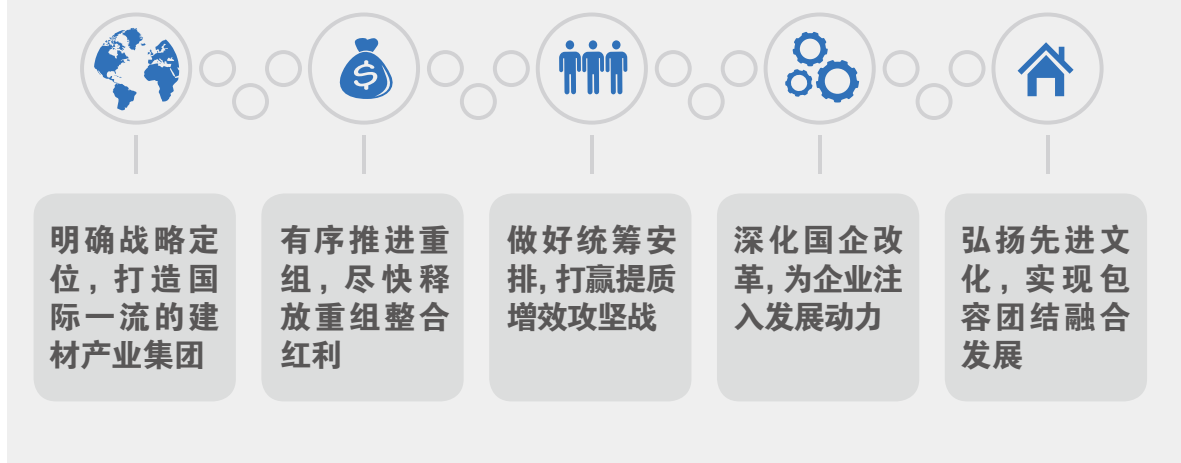 明确战略定
位，打造国
际一流的建
材产业集团
有序推进重
组，尽快释
放重组整合
红利
做好统筹安
排，打赢提质
增效攻坚战
深化国企改
革，为企业注
入发展动力
弘扬先进文
化，实现包
容团结融合
发展